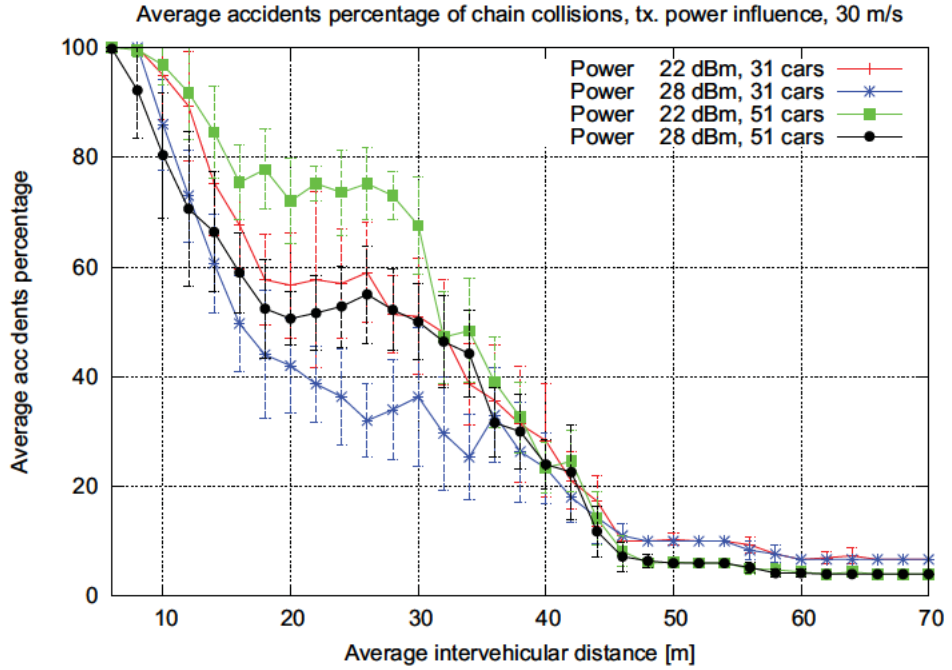 Average accidents percentage of chain collisions, tx. power influence, 30 m/s
Power 22 dBm, 31 cars
Power 28 dBm, 31 cars
Power 22 dBm, 51 cars
Power 28 dBm, 51 cars
100
80
60
40
20
0
Average acc dents percentage
10 20 30 40 50 60 70
Average intervehicular distance [m]